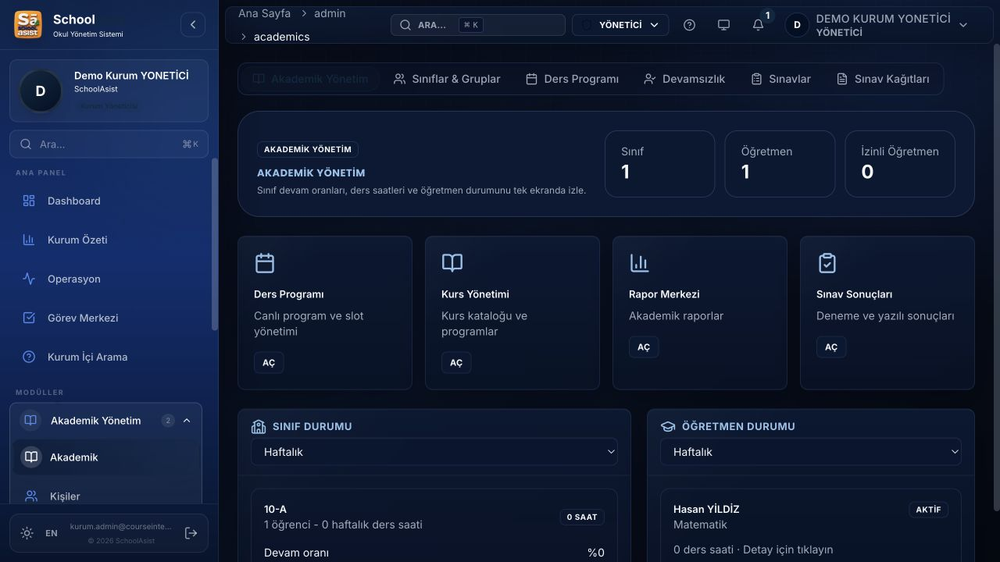 School
Okul Yönetim Sistemi
Demo Kurum YONETİCİ
SchoolAsist
Kurum Yöneticisi
Ara...
⌘ K
ANA PANEL
Dashboard
Kurum Özeti
Operasyon
Görev Merkezi
Kurum İçi Arama
MODÜLLER
Akademik Yönetim
2
Akademik
Kişiler
EN
kurum.admin@courseinte...
© 2026 SchoolAsist
Ana Sayfa > admin
> academics
ARA...
⌘ K
YÖNETİCİ
1
D
DEMO KURUM YONETİCİ
YÖNETİCİ
Akademik Yönetim
Sınıflar & Gruplar
Ders Programı
Devamsızlık
Sınavlar
Sınav Kağıtları
AKADEMİK YÖNETİM
AKADEMİK YÖNETİM
Sınıf devam oranları, ders saatleri ve öğretmen durumunu tek ekranda izle.
Sınıf
1
Öğretmen
1
İzinli Öğretmen
0
Ders Programı
Canlı program ve slot
yönetimi
AÇ
Kurs Yönetimi
Kurs kataloğu ve
programlar
AÇ
Rapor Merkezi
Akademik raporlar
AÇ
Sınav Sonuçları
Deneme ve yazılı sonuçları
AÇ
SINIF DURUMU
Haftalık
10-A
1 öğrenci - 0 haftalık ders saati
0 SAAT
Devam oranı
%0
ÖĞRETMEN DURUMU
Haftalık
Hasan YİLDİZ
Matematik
AKTİF
0 ders saati · Detay için tıklayın